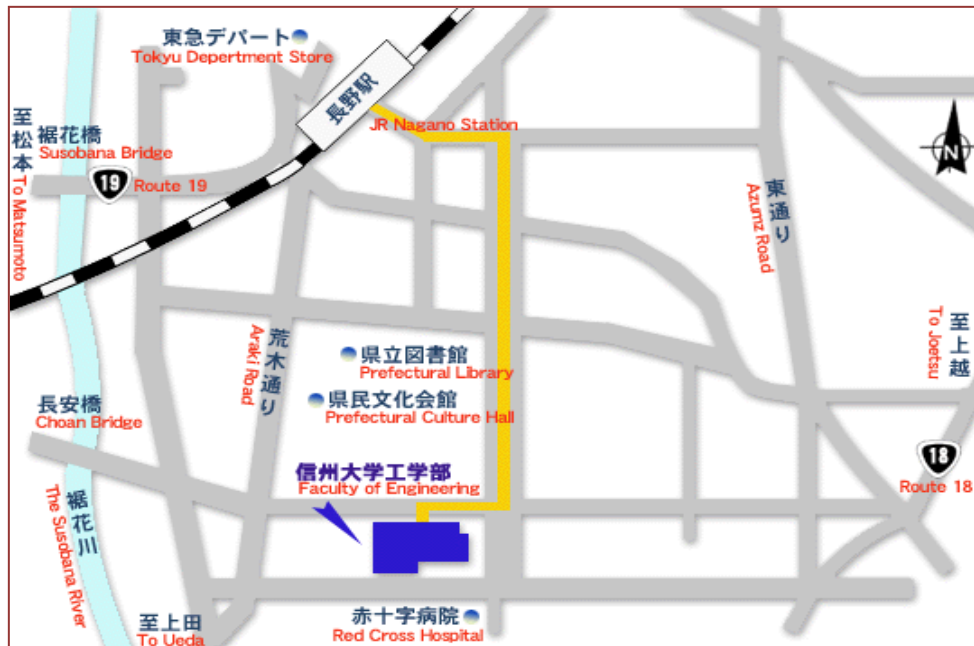 東急デパート
Tokyu Depertment Store
長野駅
JR Nagano Station
至松本
To Matsumoto
裾花橋
Susobana Bridge
19
Route 19
N
東通り
Azumz Road
至上越
To Joetsu
荒木通り
Araki Road
県立図書館
Prefectural Library
県民文化会館
Prefectural Culture Hall
長安橋
Choan Bridge
18
Route 18
信州大学工学部
Faculty of Engineering
裾花川
The Susobana River
至上田
To Ueda
赤十字病院
Red Cross Hospital